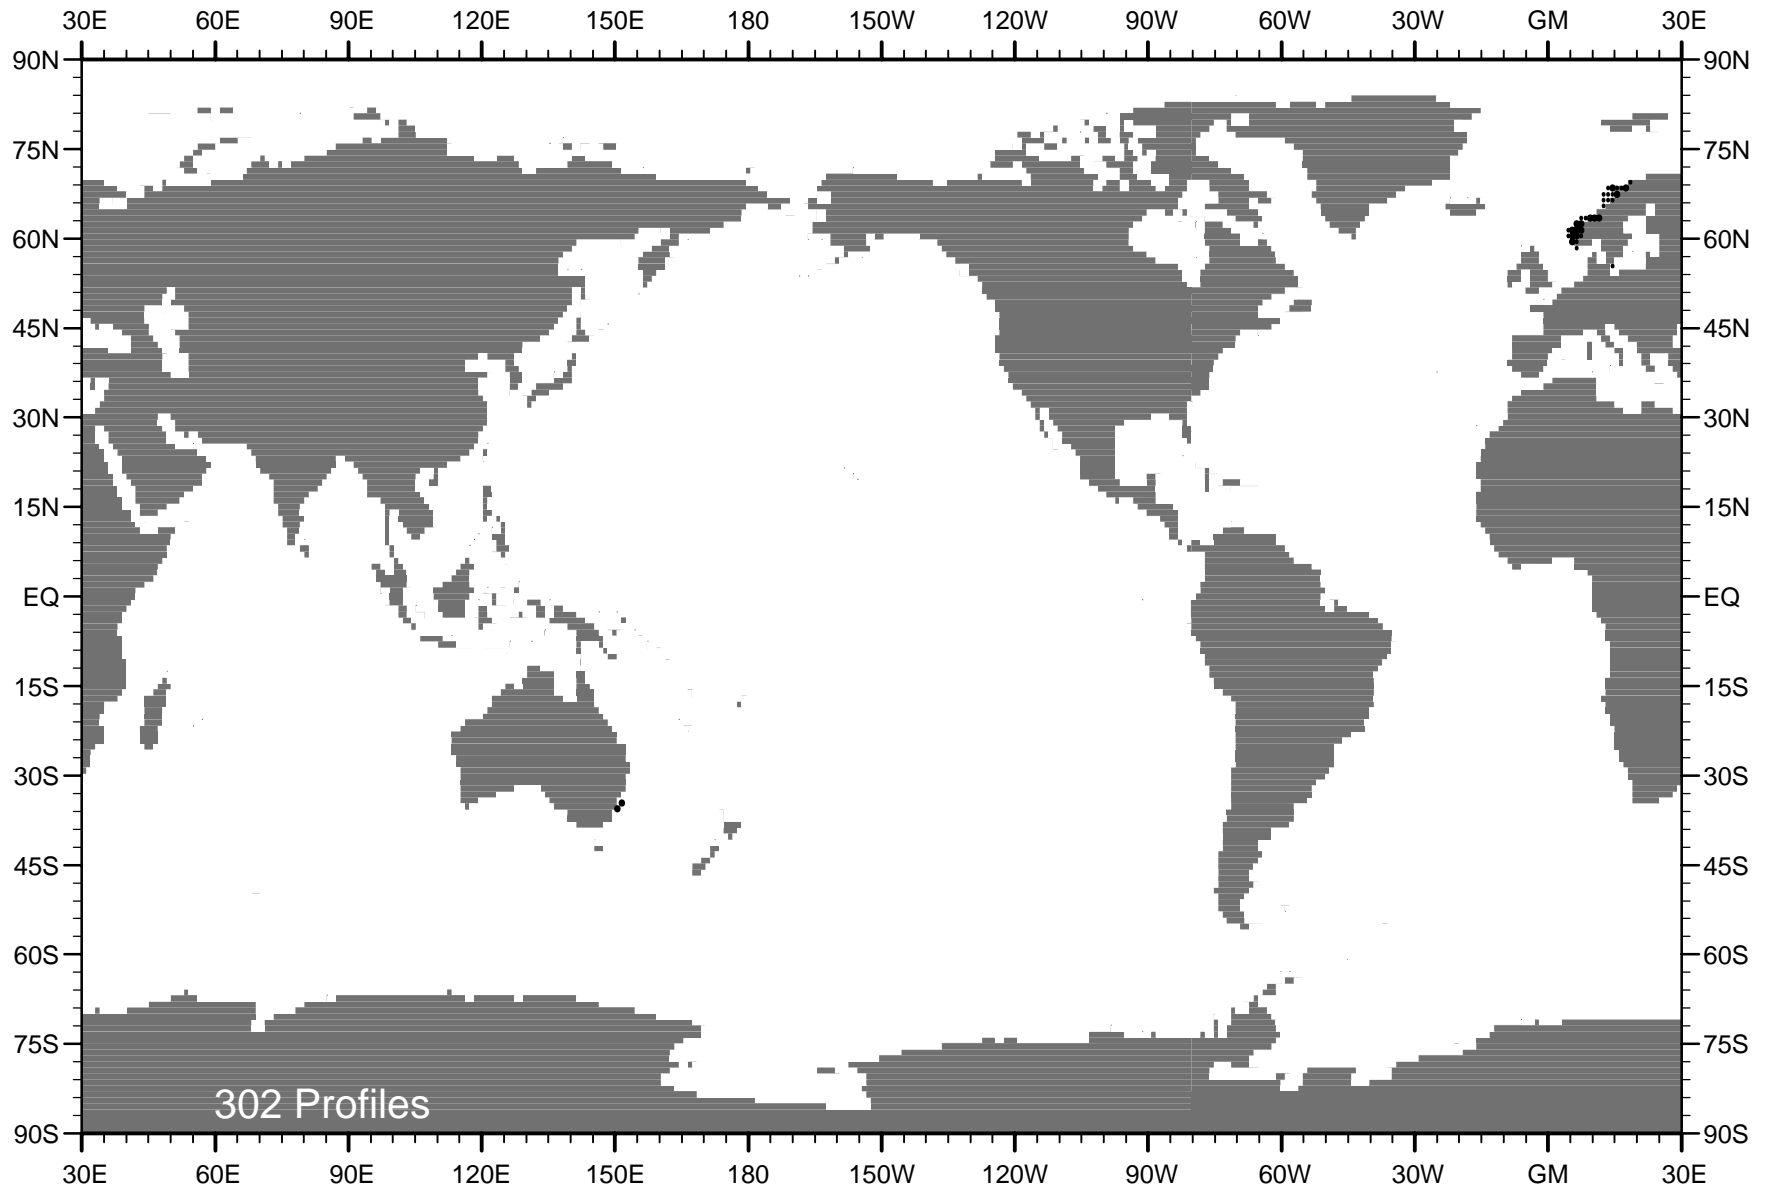 30E 60E 90E 120E 150E 180 150W 120W 90W 60W 30W GM 30E
90N 90N
75N 75N
60N 60N
45N 45N
30N 30N
15N 15N
EQ EQ
15S 15S
30S 30S
45S 45S
60S 60S
75S 75S
302 Profiles
90S 90S
30E 60E 90E 120E 150E 180 150W 120W 90W 60W 30W GM 30E